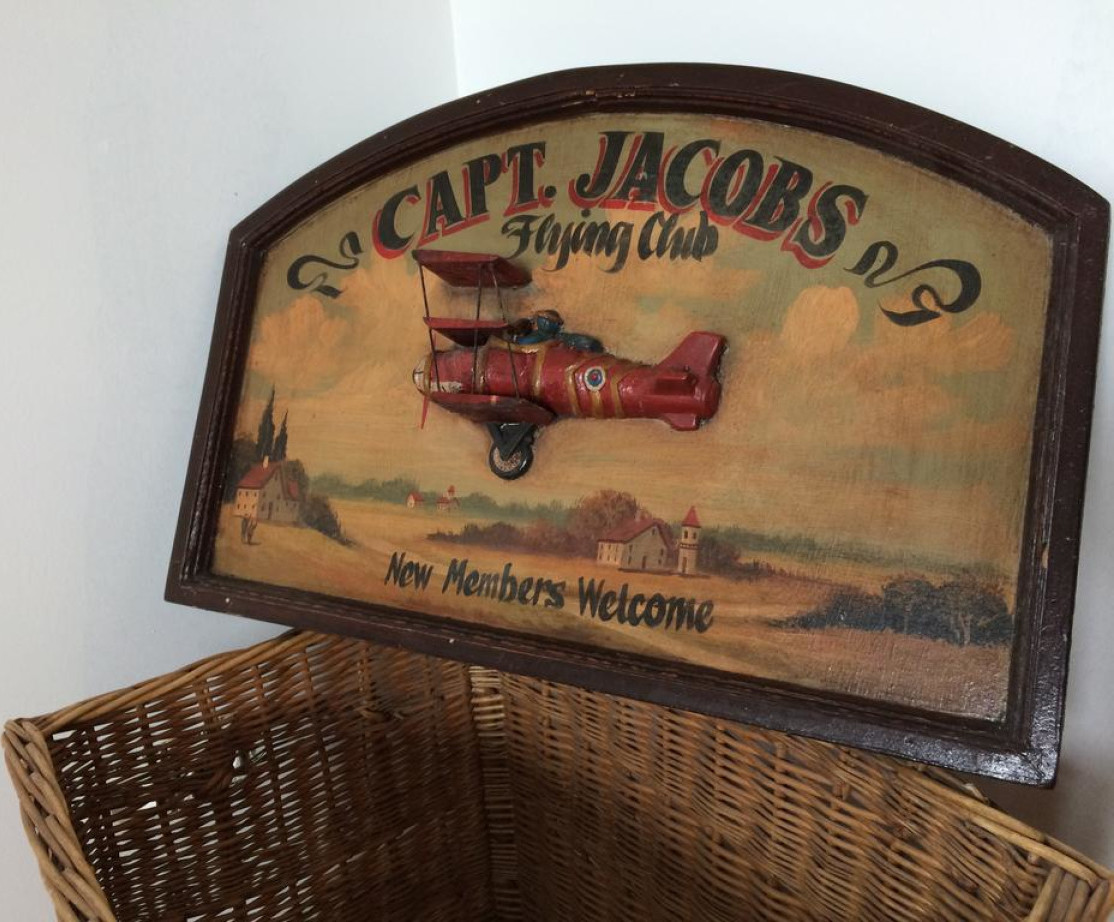 CAPT. JACOBS
Flying Club
New Members Welcome